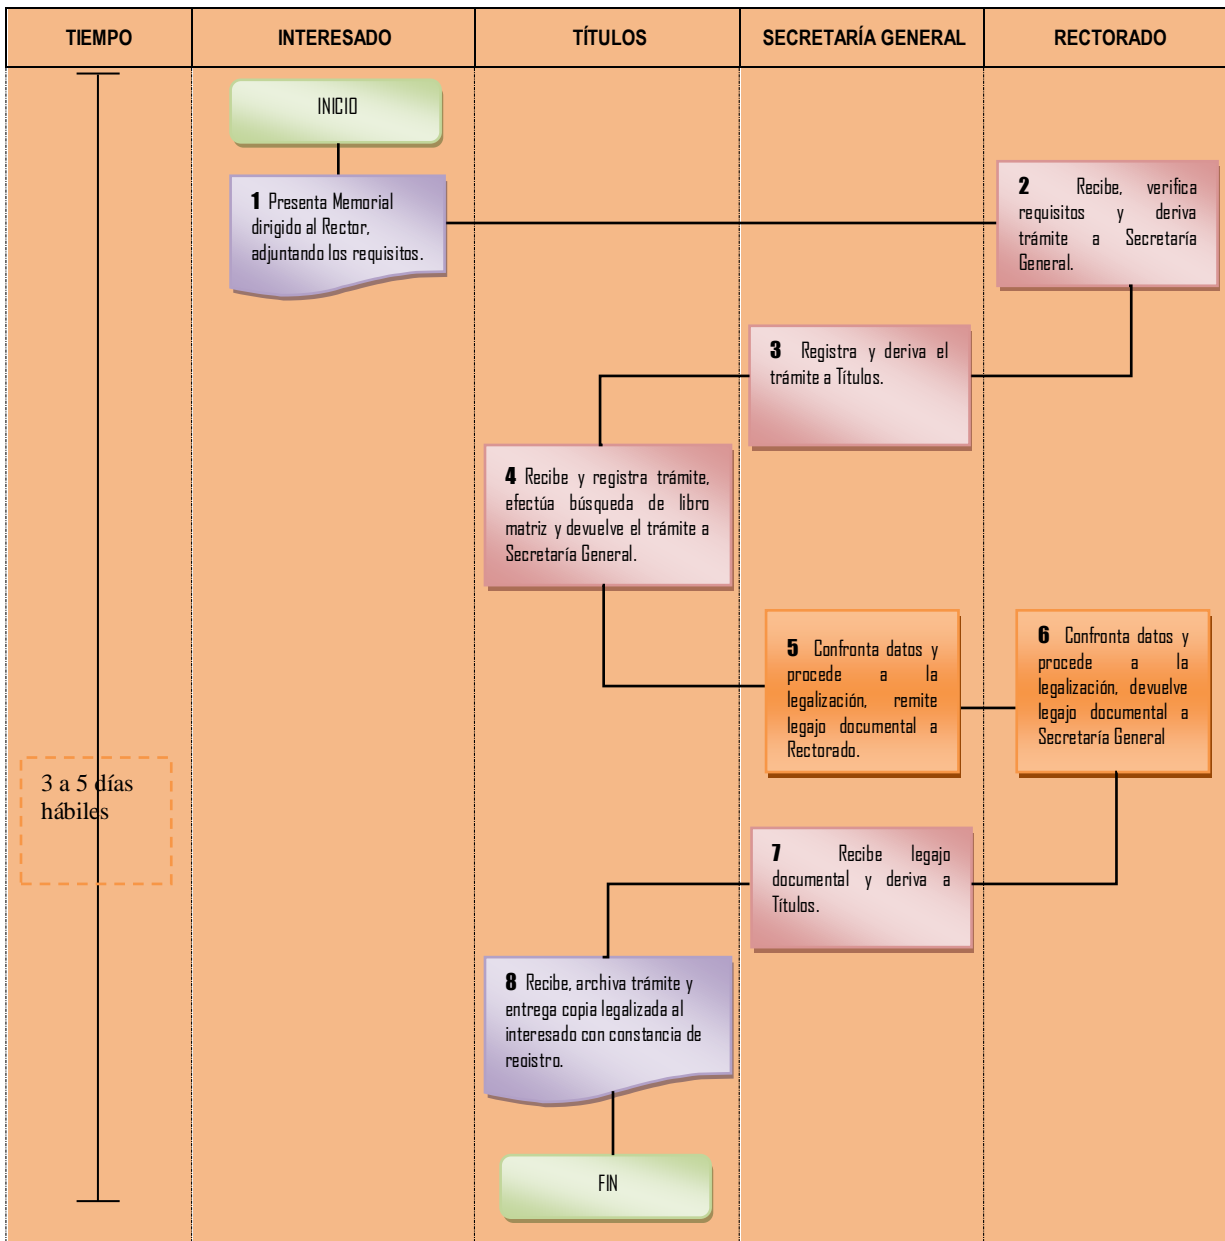 TIEMPO
INTERESADO
TÍTULOS
SECRETARÍA GENERAL
RECTORADO
INICIO
1 Presenta Memorial
dirigido al Rector,
adjuntando los requisitos.
2 Recibe, verifica
requisitos y deriva
trámite a Secretaría
General.
3 Registra y deriva el
trámite a Títulos.
4 Recibe y registra trámite,
efectúa búsqueda de libro
matriz y devuelve el trámite a
Secretaría General.
5 Confronta datos y
procede a la
legalización, remite
legajo documental a
Rectorado.
6 Confronta datos y
procede a la
legalización, devuelve
legajo documental a
Secretaría General
3 a 5 días
hábiles
7 Recibe legajo
documental y deriva a
Títulos.
8 Recibe, archiva trámite y
entrega copia legalizada al
interesado con constancia de
registro.
FIN